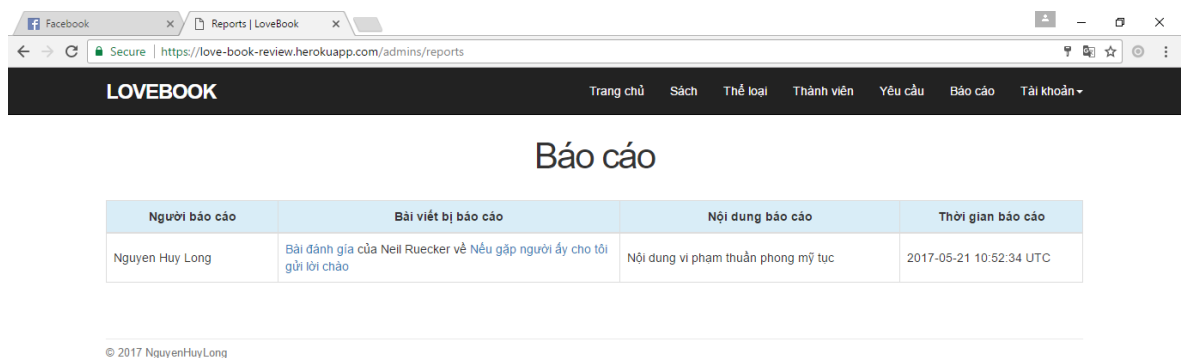 Facebook
Reports | LoveBook
Secure | https://love-book-review.herokuapp.com/admins/reports
LOVEBOOK Trang chủ Sách Thể loại Thành viên Yêu cầu Báo cáo Tài khoản
Báo cáo
Người báo cáo Bài viết bị báo cáo Nội dung báo cáo Thời gian báo cáo
Nguyen Huy Long Bài đánh gía của Neil Ruecker về Nếu gặp người ấy cho tôi Nội dung vi phạm thuần phong mỹ tục 2017-05-21 10:52:34 UTC
gửi lời chào
© 2017 NguyenHuyLong